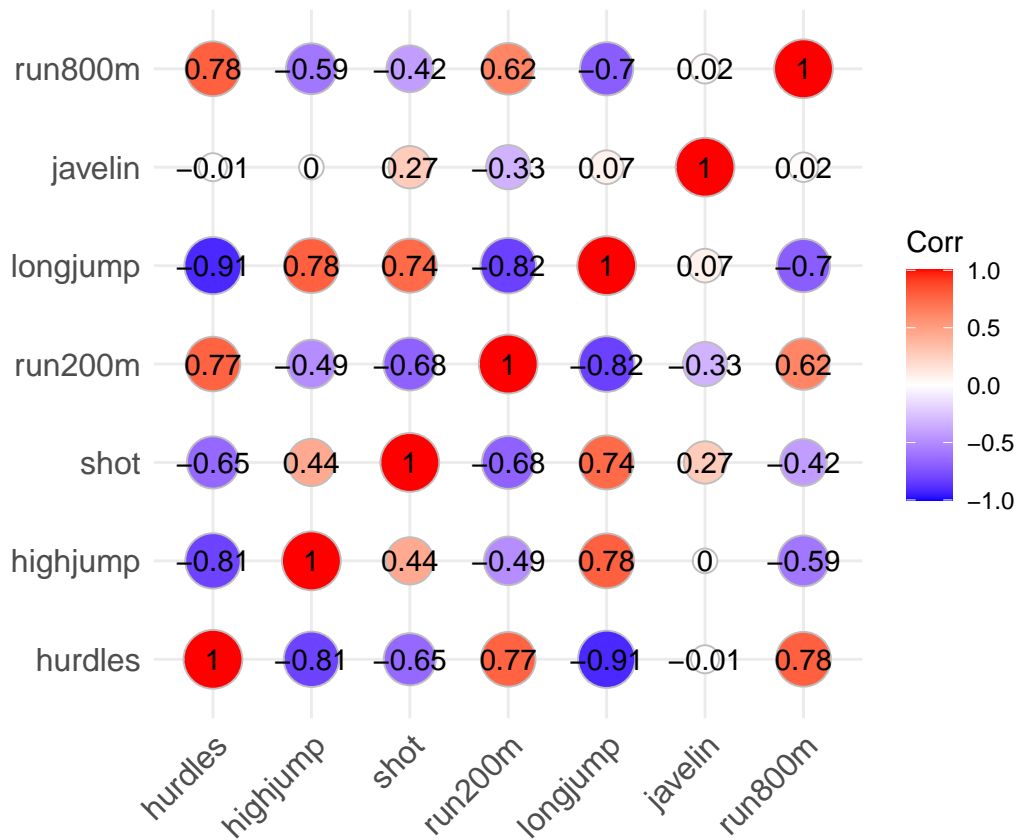 run800m 0.78 −0.59 −0.42 0.62 −0.7 0.02 1
javelin −0.01 0 0.27 −0.33 0.07 1 0.02
longjump −0.91 0.78 0.74 −0.82 1 0.07 −0.7
run200m 0.77 −0.49 −0.68 1 −0.82 −0.33 0.62
shot −0.65 0.44 1 −0.68 0.74 0.27 −0.42
highjump −0.81 1 0.44 −0.49 0.78 0 −0.59
hurdles 1 −0.81 −0.65 0.77 −0.91 −0.01 0.78
hurdles highjump shot run200m longjump javelin run800m
Corr
1.0
0.5
0.0
−0.5
−1.0